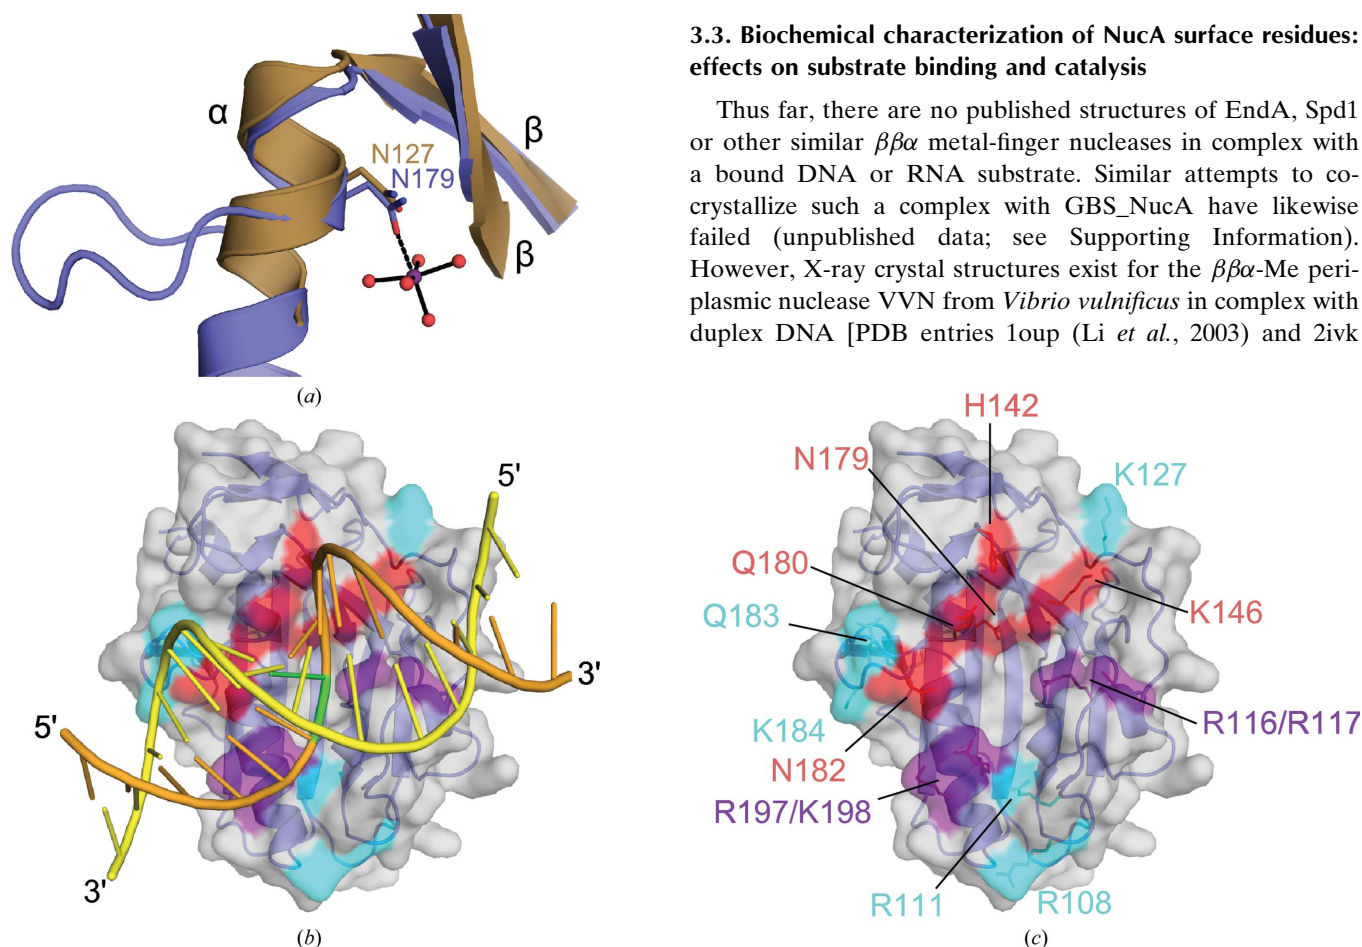 α
N127
N179
β
β
(a)
3.3. Biochemical characterization of NucA surface residues:
effects on substrate binding and catalysis
Thus far, there are no published structures of EndA, Spd1
or other similar ββα metal-finger nucleases in complex with
a bound DNA or RNA substrate. Similar attempts to co-
crystallize such a complex with GBS_NucA have likewise
failed (unpublished data; see Supporting Information).
However, X-ray crystal structures exist for the ββα-Me peri-
plasmic nuclease VVN from Vibrio vulnificus in complex with
duplex DNA [PDB entries 1oup (Li et al., 2003) and 2ivk
5'
3'
5'
3'
(b)
H142
N179
K127
Q180
K146
Q183
R116/R117
K184
N182
R197/K198
R111
R108
(c)